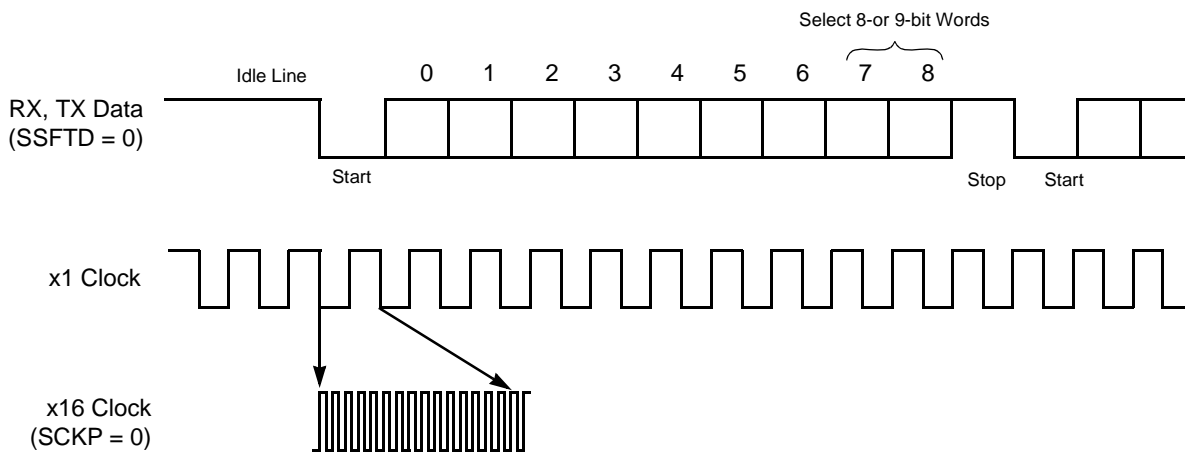 Select 8-or 9-bit Words
Idle Line 0 1 2 3 4 5 6 7 8
RX, TX Data
(SSFTD = 0)
Start Stop Start
x1 Clock
x16 Clock
(SCKP = 0)